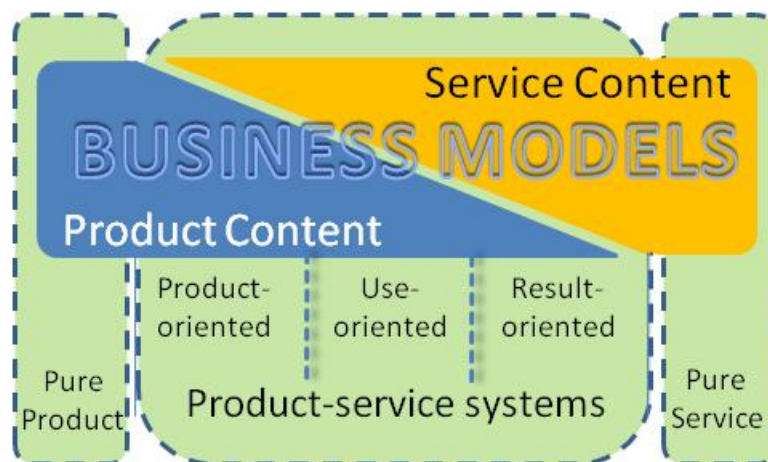 Service Content
BUSINESS MODELS
Product Content
Product-
oriented
Use-
oriented
Result-
oriented
Pure
Product
Product-service systems
Pure
Service